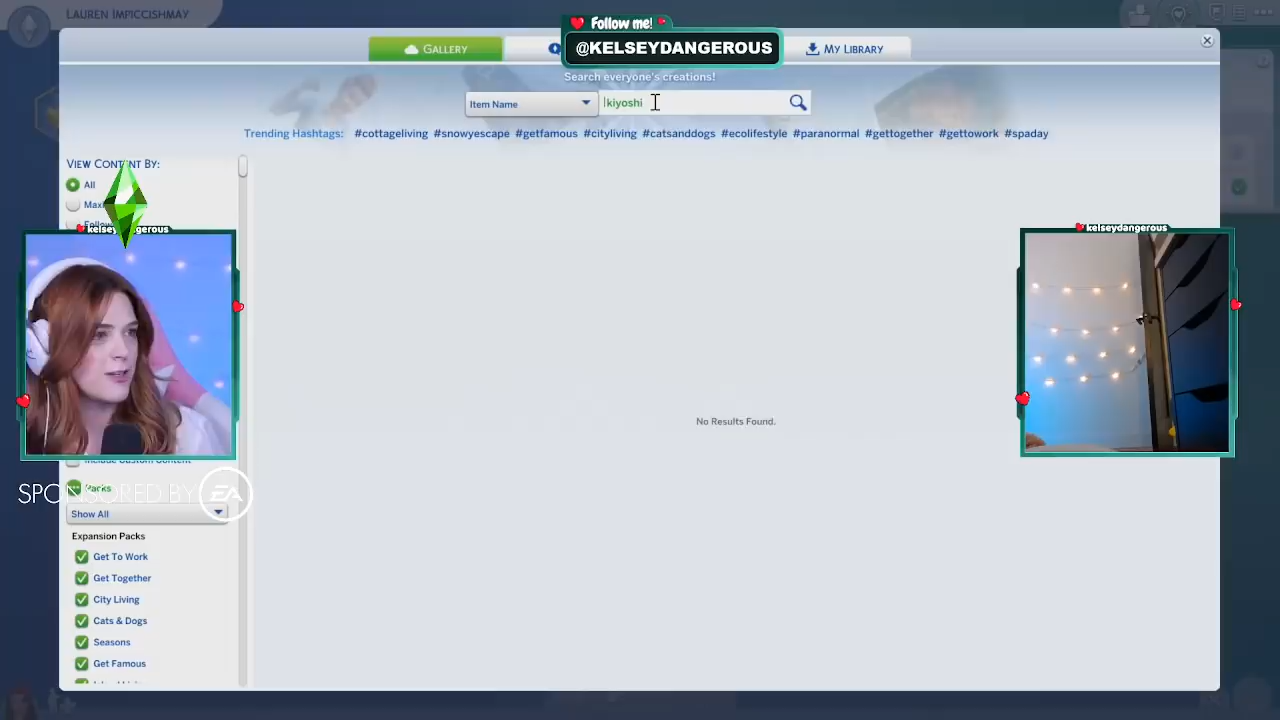 LAUREN IMPICCISHMAY
Follow me!
@KELSEYDANGEROUS
GALLERY
MY LIBRARY
Search everyone's creations!
Item Name
kiyoshi
Trending Hashtags: #cottageliving #snowyescape #getfamous #cityliving #catsanddogs #ecolifestyle #paranormal #gettogether #gettowork #spaday
VIEW CONTENT BY:
All
kelseydangerous
No Results Found.
SPONSORED BY EA
Packs
Show All
Expansion Packs
Get To Work
Get Together
City Living
Cats & Dogs
Seasons
Get Famous